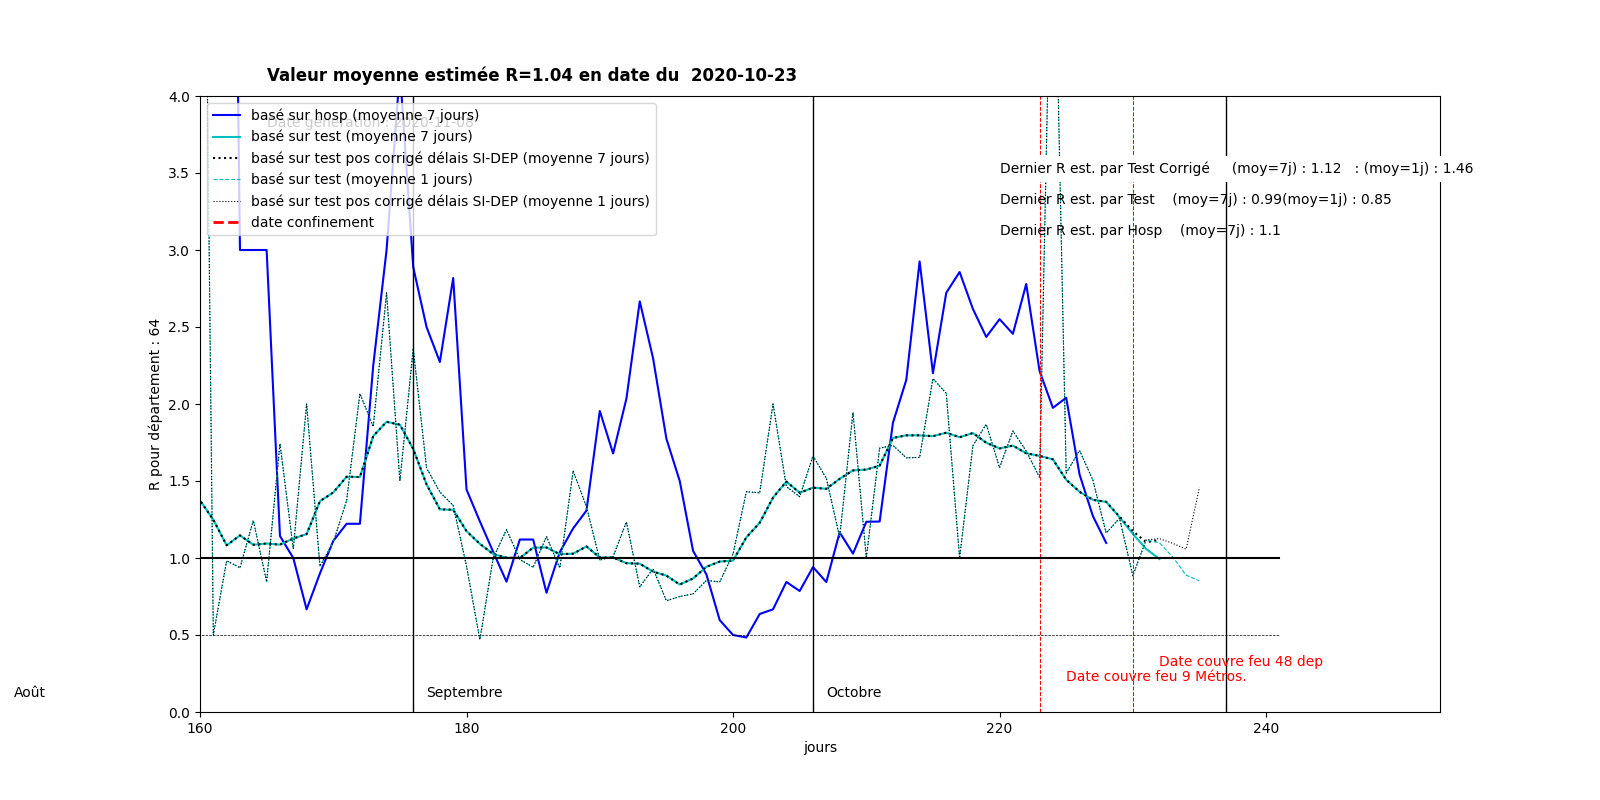 Valeur moyenne estimée R=1.04 en date du  2020-10-23
4.0
3.5
3.0
2.5
2.0
1.5
1.0
0.5
0.0
R pour département : 64
basé sur hosp (moyenne 7 jours)
Date génération : 2020-11-08
basé sur test (moyenne 7 jours)
basé sur test pos corrigé délais SI-DEP (moyenne 7 jours)
basé sur test (moyenne 1 jours)
basé sur test pos corrigé délais SI-DEP (moyenne 1 jours)
date confinement
Dernier R est. par Test Corrigé     (moy=7j) : 1.12   : (moy=1j) : 1.46
Dernier R est. par Test    (moy=7j) : 0.99(moy=1j) : 0.85
Dernier R est. par Hosp    (moy=7j) : 1.1
Date couvre feu 48 dep
Date couvre feu 9 Métros.
Août
Septembre
Octobre
160
180
200
220
240
jours